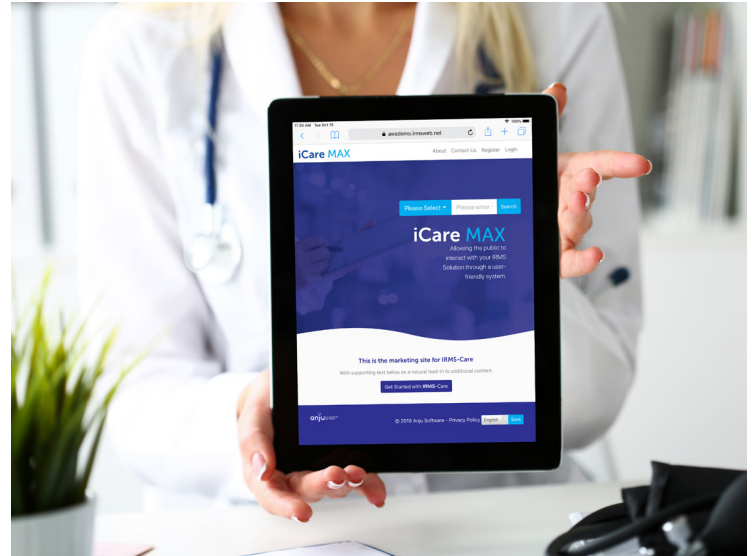 11:54 AM Tue Oct 15
100%
awademo.irmsweb.net
iCare MAX
About Contact Us Register Login
Please Select Please enter Search
iCare MAX
Allowing the public to
interact with your IRMS
Solution through a user-
friendly system.
This is the marketing site for IRMS-Care
With supporting text below as a natural lead-in to additional content.
Get Started with IRMS-Care
anju
© 2019 Anju Software - Privacy Policy English Save